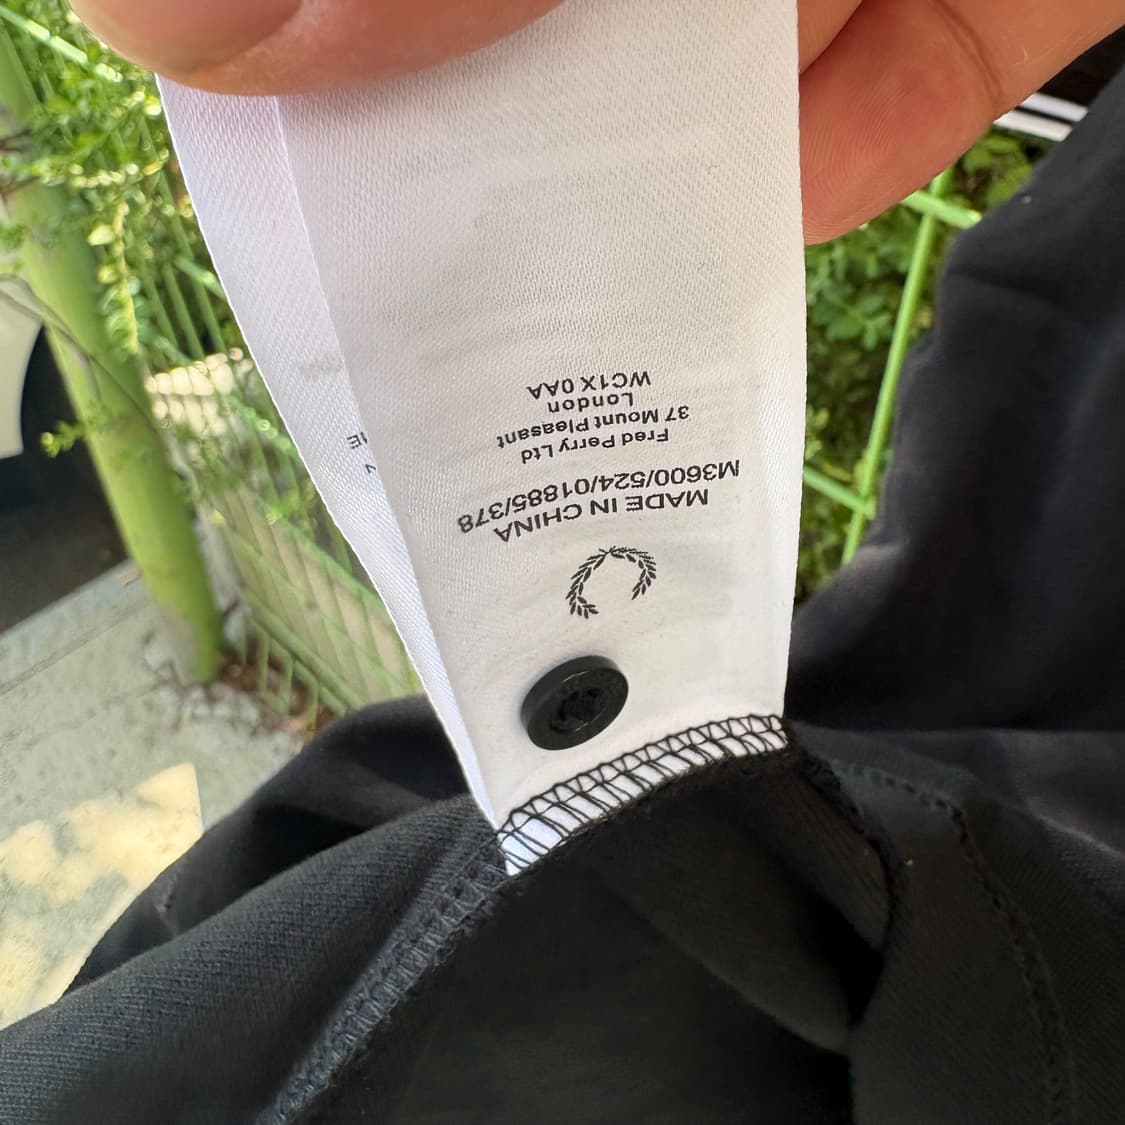 MADE IN CHINA
M3600/524/01885/378
Fred Perry Ltd
37 Mount Pleasant
London
WC1X 0AA